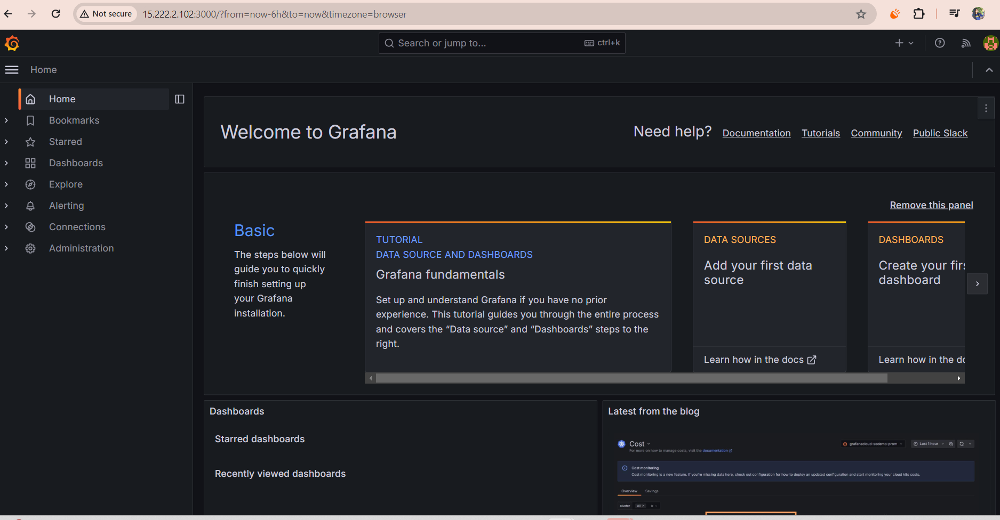 Not secure
15.222.2.102:3000/?from=now-6h&to=now&timezone=browser
Search or jump to...
ctrl+k
Home
Home
Bookmarks
Starred
Dashboards
Explore
Alerting
Connections
Administration
Welcome to Grafana
Need help?
Documentation
Tutorials
Community
Public Slack
Remove this panel
Basic
The steps below will
guide you to quickly
finish setting up
your Grafana
installation.
TUTORIAL
DATA SOURCE AND DASHBOARDS
Grafana fundamentals
Set up and understand Grafana if you have no prior
experience. This tutorial guides you through the entire process
and covers the “Data source” and “Dashboards” steps to the
right.
DATA SOURCES
Add your first data
source
Learn how in the docs
DASHBOARDS
Create your firs
dashboard
Learn how in the do
Dashboards
Starred dashboards
Recently viewed dashboards
Latest from the blog
Cost
For more on how to manage costs, visit the documentation
grafanacloud-sedemo-prom
Last 1 hour
Cost monitoring
Cost monitoring is a new feature. If you're missing data here, check out configuration for how to deploy an updated configuration and start monitoring your cloud k8s costs.
Overview
Savings
cluster
All